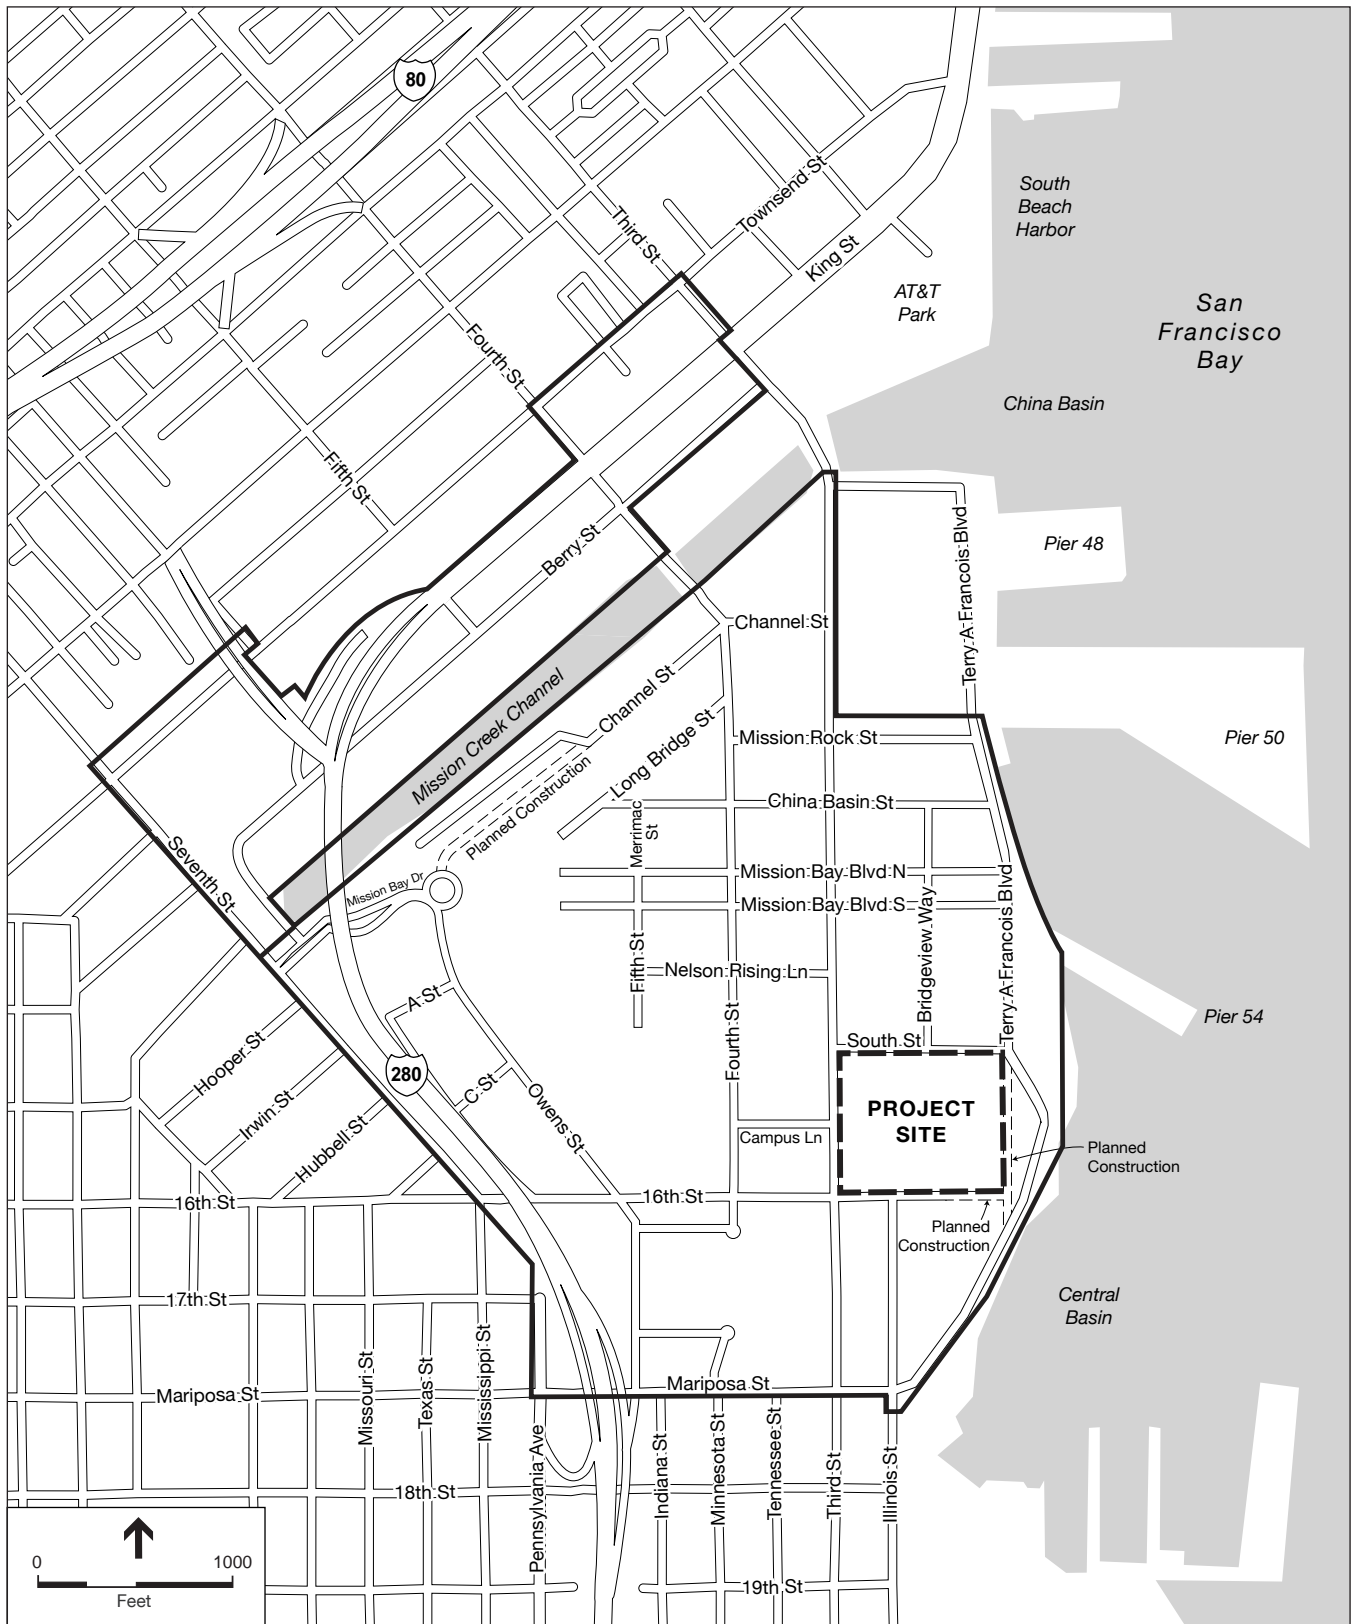 80
South
Beach
Harbor
Townsend St
Third St
King St
AT&T
Park
San
Francisco
Bay
Fourth St
China Basin
Fifth St
Berry St
Terry A Francois Blvd
Pier 48
Channel St
Mission Creek Channel
Channel St
Long Bridge St
Mission Rock St
Pier 50
Planned Construction
China Basin St
Merrimac
St
Seventh St
Mission Bay Dr
Mission Bay Blvd N
Mission Bay Blvd S
Bridgeview Way
Terry A Francois Blvd
Fifth St
Nelson Rising Ln
A St
Pier 54
Fourth St
South St
Hooper St
280
C St
Owens St
Irwin St
Hubbell St
PROJECT
SITE
Campus Ln
Planned
Construction
16th St
16th St
Planned
Construction
17th St
Central
Basin
Missouri St
Texas St
Mississippi St
Mariposa St
Mariposa St
Pennsylvania Ave
Indiana St
Minnesota St
Tennessee St
Third St
Illinois St
18th St
19th St
0
1000
Feet